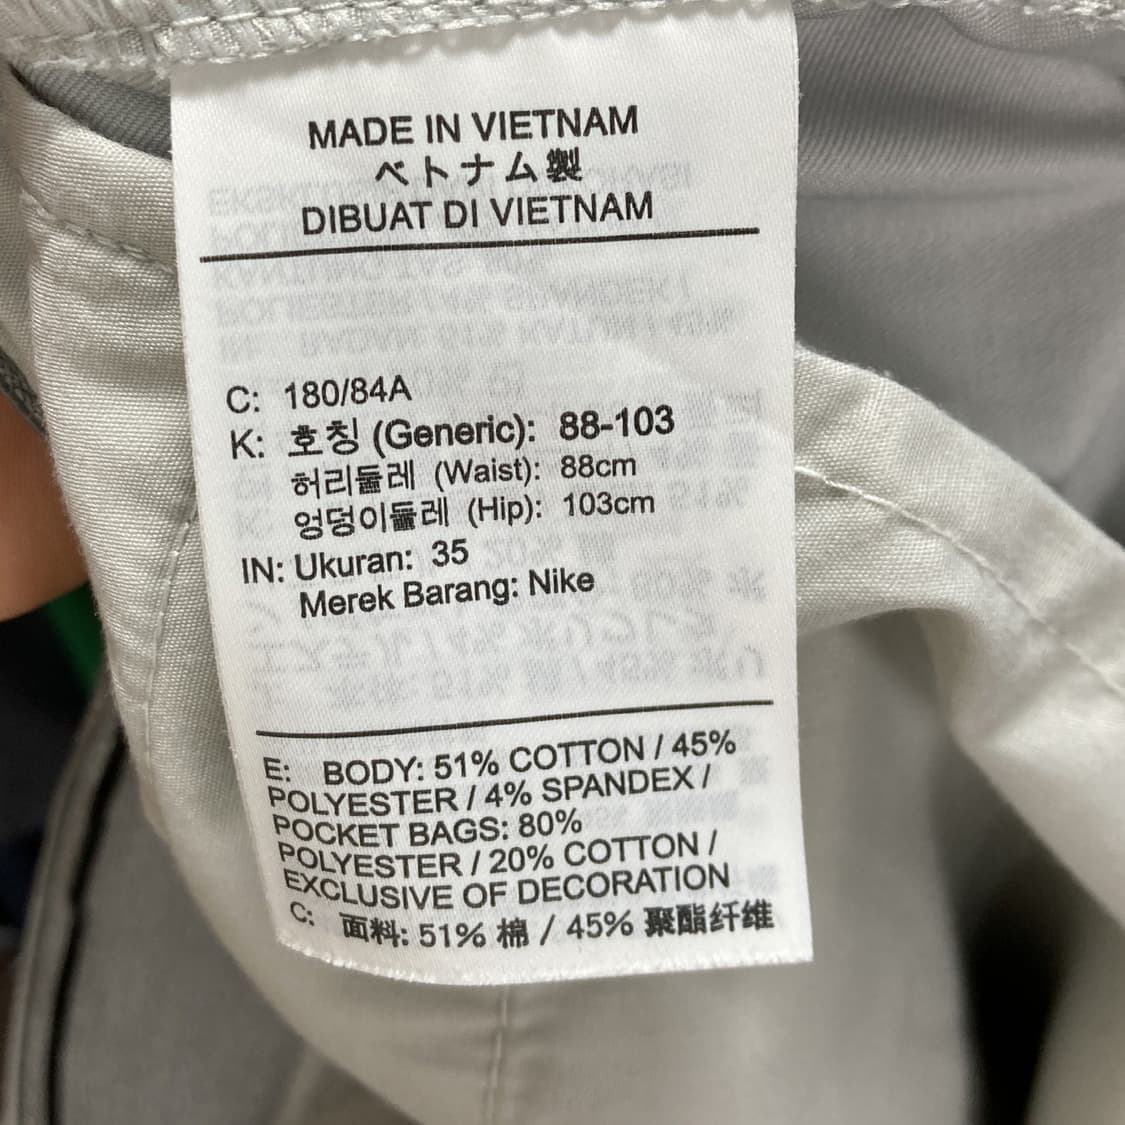 MADE IN VIETNAM
ベトナム製
DIBUAT DI VIETNAM
C: 180/84A
K: 호칭 (Generic): 88-103
허리둘레 (Waist): 88cm
엉덩이둘레 (Hip): 103cm
IN: Ukuran: 35
Merek Barang: Nike
E: BODY: 51% COTTON / 45%
POLYESTER / 4% SPANDEX /
POCKET BAGS: 80%
POLYESTER / 20% COTTON /
EXCLUSIVE OF DECORATION
C: 面料: 51% 棉 / 45% 聚酯纤维